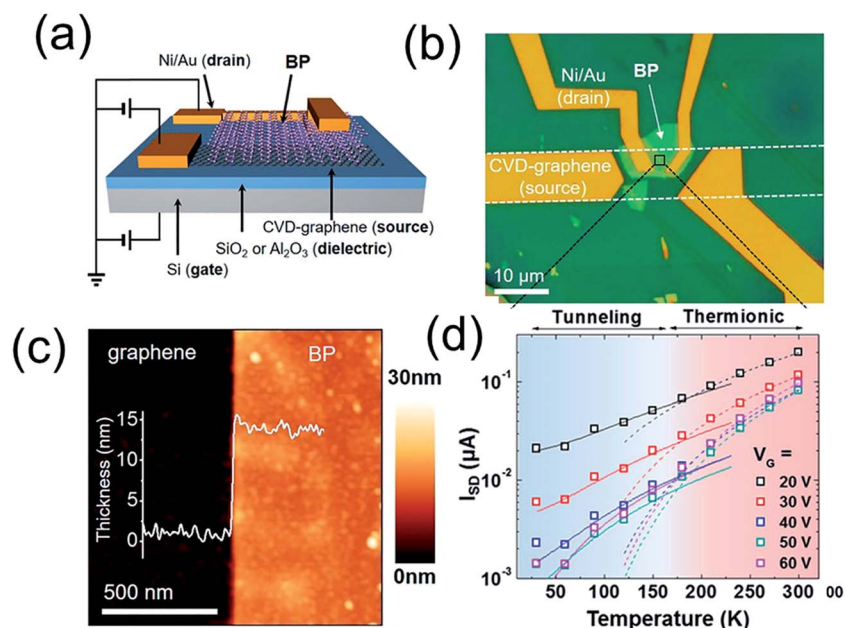 (a)
Ni/Au (drain)
BP
CVD-graphene (source)
SiO2 or Al2O3 (dielectric)
Si (gate)
(b)
Ni/Au
(drain)
BP
CVD-graphene
(source)
10 µm
(c)
graphene
BP
Thickness (nm)
15
10
5
0
500 nm
30nm
0nm
(d)
Tunneling
Thermionic
ISD (µA)
10-1
10-2
10-3
VG =
20 V
30 V
40 V
50 V
60 V
50 100 150 200 250 300 00
Temperature (K)